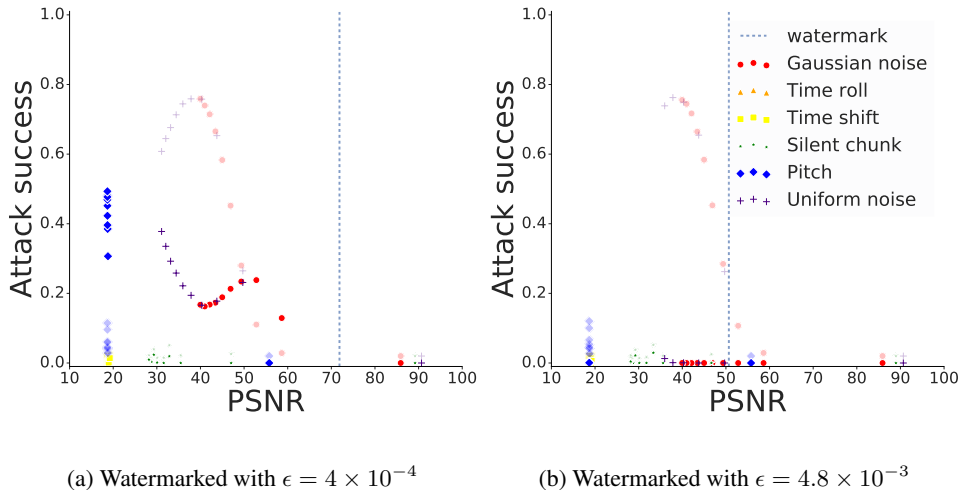 1.0
0.8
0.6
0.4
0.2
0.0
Attack success
10 20 30 40 50 60 70 80 90 100
PSNR
(a) Watermarked with ϵ = 4 × 10⁻⁴
1.0
0.8
0.6
0.4
0.2
0.0
Attack success
10 20 30 40 50 60 70 80 90 100
PSNR
watermark
Gaussian noise
Time roll
Time shift
Silent chunk
Pitch
Uniform noise
(b) Watermarked with ϵ = 4.8 × 10⁻³